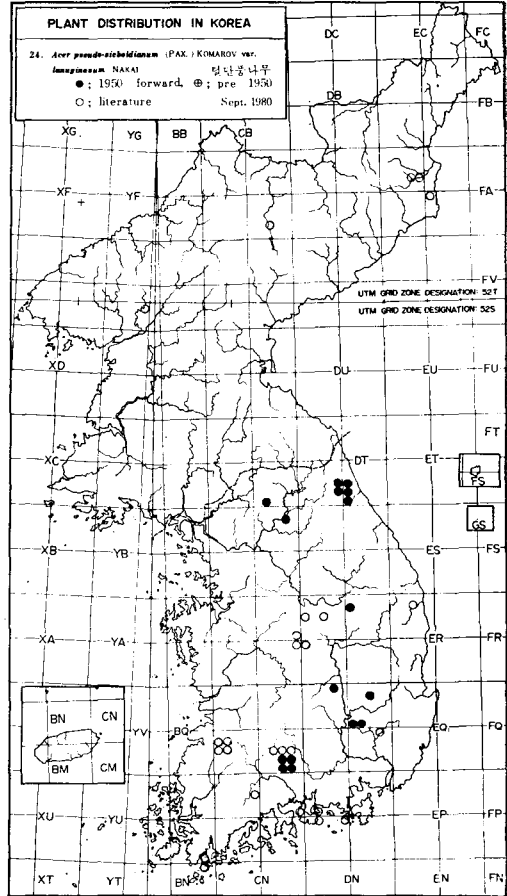 PLANT DISTRIBUTION IN KOREA
24. Acer pseudo-sieboldianum (PAX.) KOMAROV var.
lanuginosum NAKAI 털단풍나무
●; 1950 forward, ⊕; pre 1950
○; literature Sept. 1980
DC EC FC
DB FB
XG YG BB CB
XF YF FA
FV
UTM GRID ZONE DESIGNATION: 52T
UTM GRID ZONE DESIGNATION: 52S
XD DU EU FU
FT
XC DT ET
FS
GS
XB YB ES FS
XA YA ER FR
BN CN
YV BQ EQ FQ
BM CM
XU YU EP FP
XT YT BN CN DN EN FN